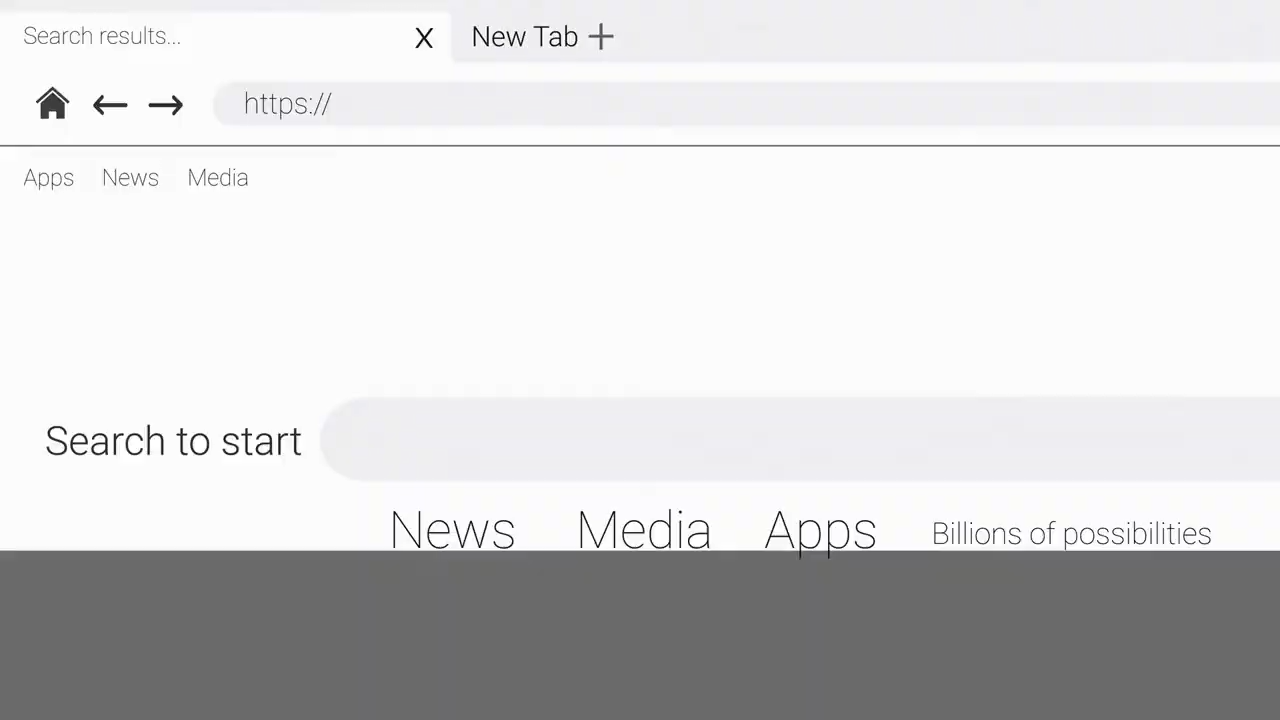 Search results... X New Tab +
https://
Apps News Media
Search to start
News Media Apps Billions of possibilities